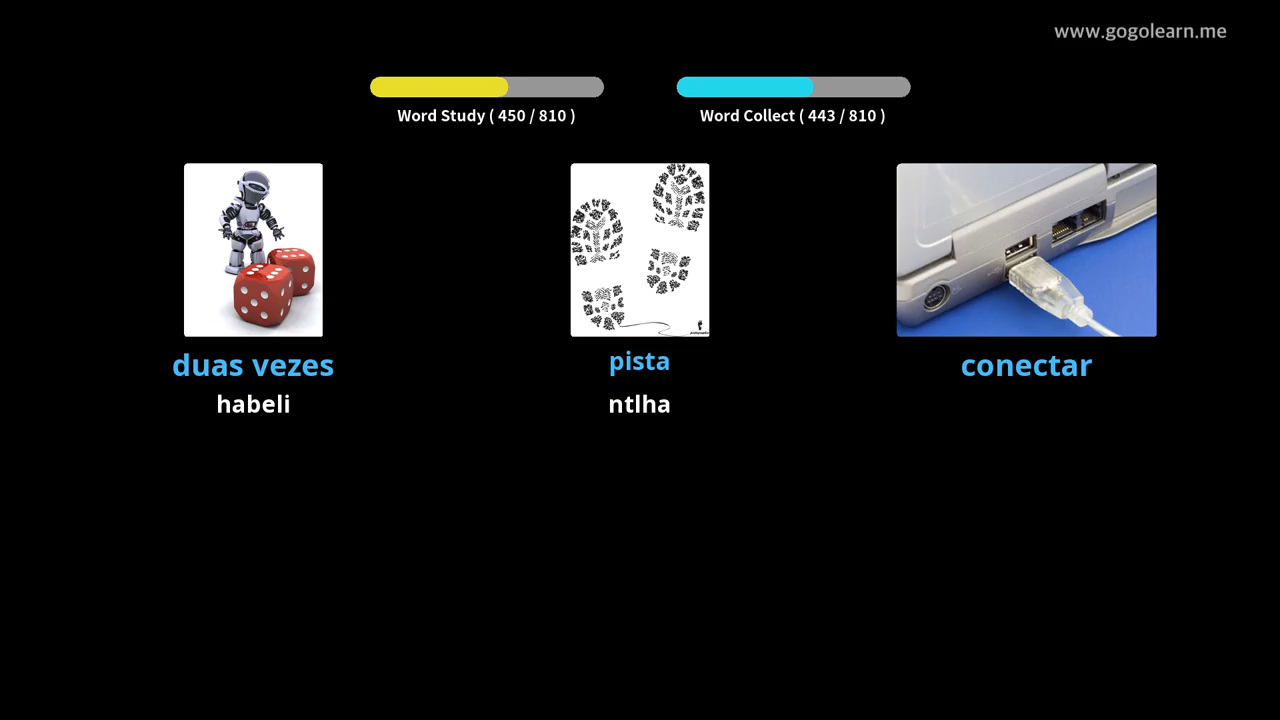 www.gogolearn.me
Word Study ( 450 / 810 )
Word Collect ( 443 / 810 )
duas vezes
habeli
pista
ntlha
conectar